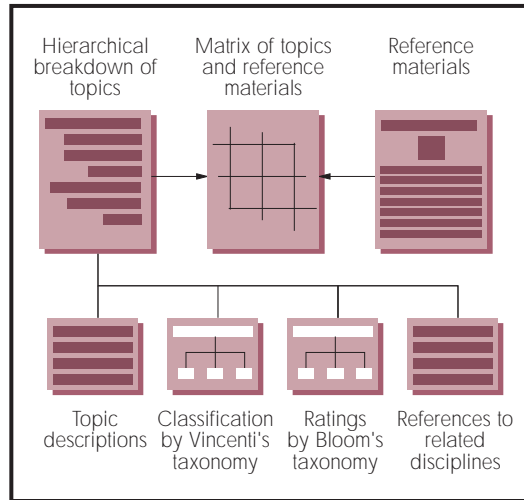 Hierarchical
breakdown of
topics
Matrix of topics
and reference
materials
Reference
materials
Topic
descriptions
Classification
by Vincenti's
taxonomy
Ratings
by Bloom's
taxonomy
References to
related
disciplines